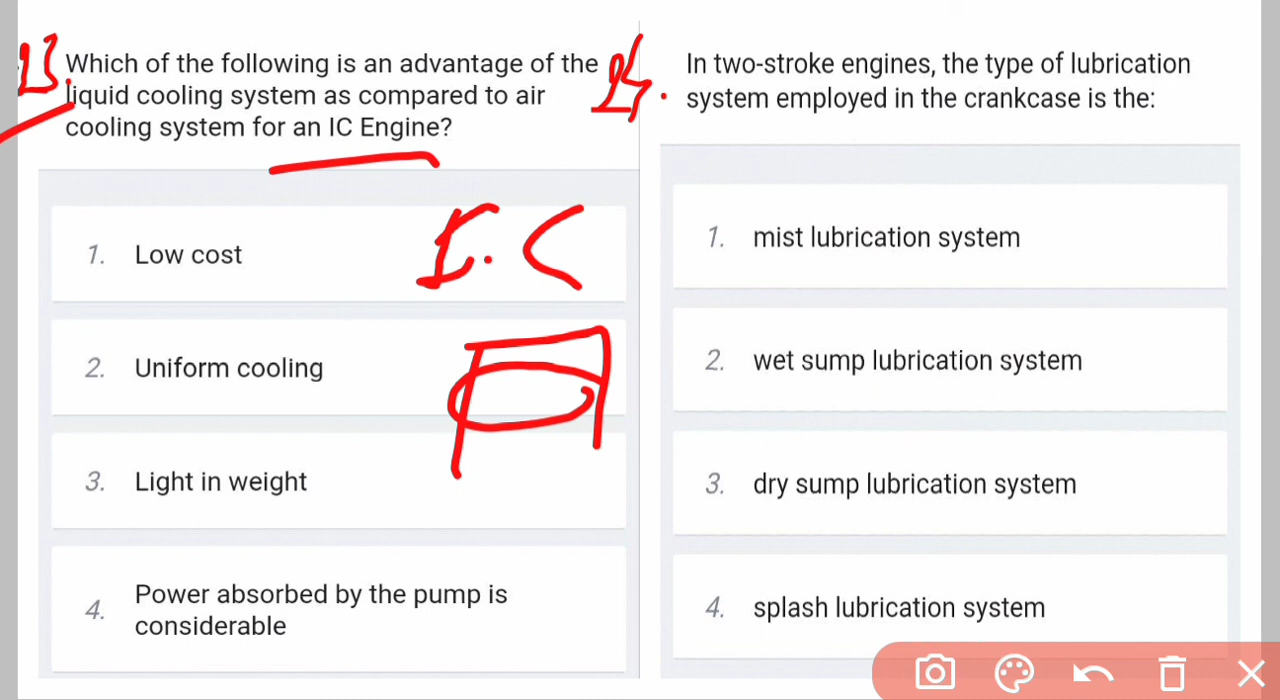 23.
Which of the following is an advantage of the
liquid cooling system as compared to air
cooling system for an IC Engine?
1. Low cost
I.C
2. Uniform cooling
3. Light in weight
4. Power absorbed by the pump is
considerable
24.
In two-stroke engines, the type of lubrication
system employed in the crankcase is the:
1. mist lubrication system
2. wet sump lubrication system
3. dry sump lubrication system
4. splash lubrication system